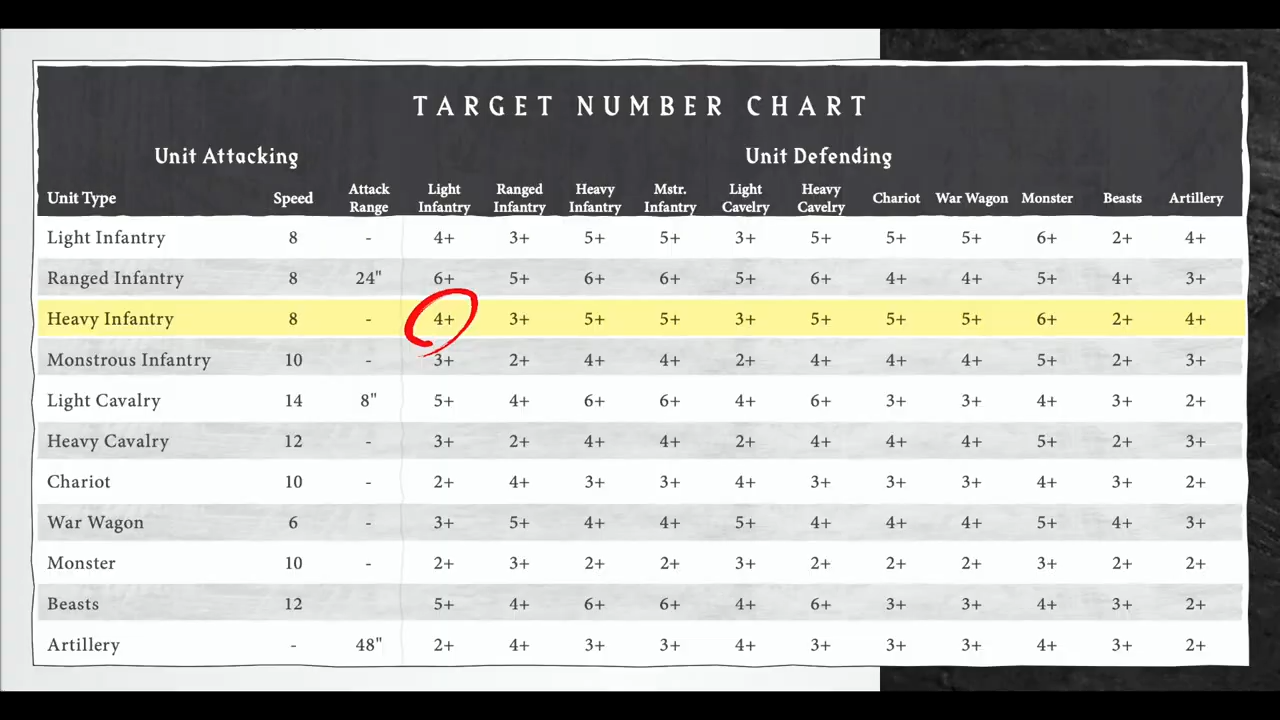 TARGET NUMBER CHART
Unit Attacking Unit Defending
Unit Type Speed Attack Range Light Infantry Ranged Infantry Heavy Infantry Mstr. Infantry Light Cavelry Heavy Cavelry Chariot War Wagon Monster Beasts Artillery
Light Infantry 8 - 4+ 3+ 5+ 5+ 3+ 5+ 5+ 5+ 6+ 2+ 4+
Ranged Infantry 8 24" 6+ 5+ 6+ 6+ 5+ 6+ 4+ 4+ 5+ 4+ 3+
Heavy Infantry 8 - 4+ 3+ 5+ 5+ 3+ 5+ 5+ 5+ 6+ 2+ 4+
Monstrous Infantry 10 - 3+ 2+ 4+ 4+ 2+ 4+ 4+ 4+ 5+ 2+ 3+
Light Cavalry 14 8" 5+ 4+ 6+ 6+ 4+ 6+ 3+ 3+ 4+ 3+ 2+
Heavy Cavalry 12 - 3+ 2+ 4+ 4+ 2+ 4+ 4+ 4+ 5+ 2+ 3+
Chariot 10 - 2+ 4+ 3+ 3+ 4+ 3+ 3+ 3+ 4+ 3+ 2+
War Wagon 6 - 3+ 5+ 4+ 4+ 5+ 4+ 4+ 4+ 5+ 4+ 3+
Monster 10 - 2+ 3+ 2+ 2+ 3+ 2+ 2+ 2+ 3+ 2+ 2+
Beasts 12 5+ 4+ 6+ 6+ 4+ 6+ 3+ 3+ 4+ 3+ 2+
Artillery - 48" 2+ 4+ 3+ 3+ 4+ 3+ 3+ 3+ 4+ 3+ 2+